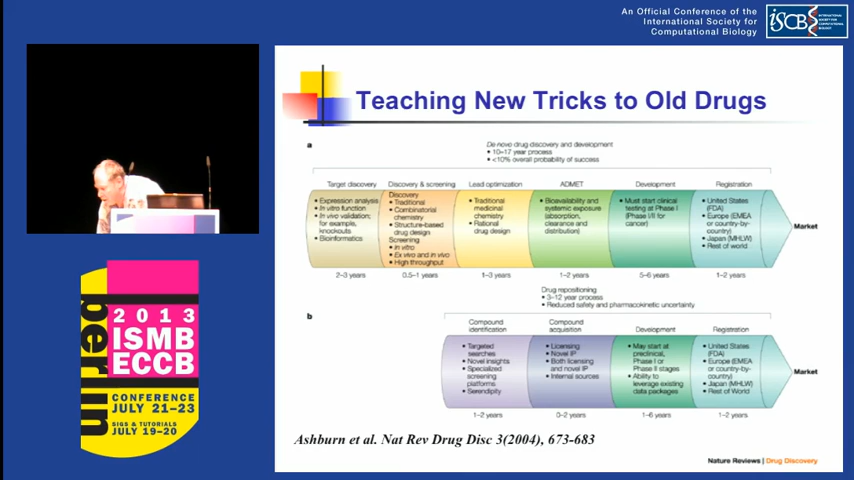 An Official Conference of the
International Society for
Computational Biology
iSCB
INTERNATIONAL
SOCIETY FOR
COMPUTATIONAL
BIOLOGY
Teaching New Tricks to Old Drugs
a
De novo drug discovery and development
• 10–17 year process
• <10% overall probability of success
Target discovery
Discovery & screening
Lead optimization
ADMET
Development
Registration
• Expression analysis
• In vitro function
• In vivo validation;
for example,
knockouts
• Bioinformatics
Discovery
• Traditional
• Combinatorial
chemistry
• Structure-based
drug design
Screening
• In vitro
• Ex vivo and in vivo
• High throughput
• Traditional
medicinal
chemistry
• Rational
drug design
• Bioavailability and
systemic exposure
(absorption,
clearance and
distribution)
• Must start clinical
testing at Phase I
(Phase I/II for
cancer)
• United States
(FDA)
• Europe (EMEA
or country-by-
country)
• Japan (MHLW)
• Rest of world
Market
2–3 years
0.5–1 years
1–3 years
1–2 years
5–6 years
1–2 years
Drug repositioning
• 3–12 year process
• Reduced safety and pharmacokinetic uncertainty
b
Compound
identification
Compound
acquisition
Development
Registration
• Targeted
searches
• Novel insights
• Specialized
screening
platforms
• Serendipity
• Licensing
• Novel IP
• Both licensing
and novel IP
• Internal sources
• May start at
preclinical,
Phase I or
Phase II stages
• Ability to
leverage existing
data packages
• United States
(FDA)
• Europe (EMEA
or country-by-
country)
• Japan (MHLW)
• Rest of World
Market
1–2 years
0–2 years
1–6 years
1–2 years
Ashburn et al. Nat Rev Drug Disc 3(2004), 673-683
Nature Reviews | Drug Discovery
berlin
2013
ISMB
ECCB
CONFERENCE
JULY 21–23
SIGS & TUTORIALS
JULY 19–20